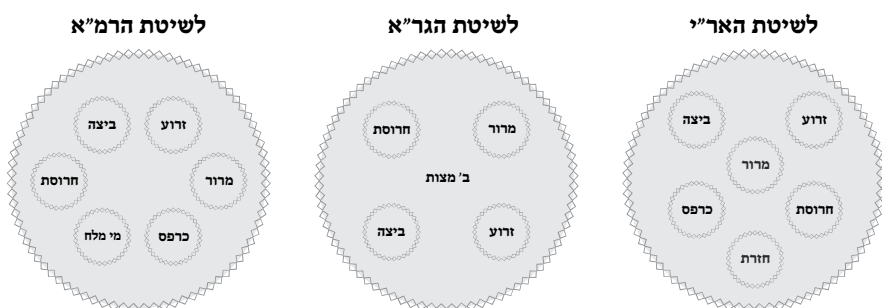 לשיטת האר״י
זרוע
ביצה
מרור
חרוסת
כרפס
חזרת
לשיטת הגר״א
מרור
חרוסת
ב׳ מצות
זרוע
ביצה
לשיטת הרמ״א
זרוע
ביצה
מרור
חרוסת
כרפס
מי מלח